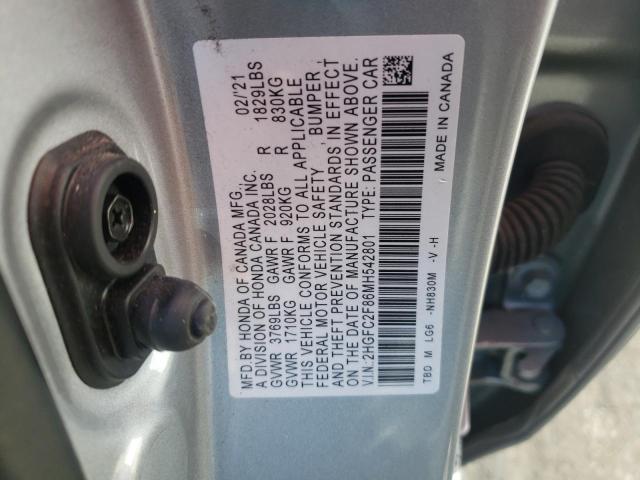 MFD.BY HONDA OF CANADA MFG., 02/'21
A DIVISION OF HONDA CANADA INC.
GVWR 3769LBS GAWR F 2028LBS R 1829LBS
GVWR 1710KG GAWR F 920KG R 830KG
THIS VEHICLE CONFORMS TO ALL APPLICABLE
FEDERAL MOTOR VEHICLE SAFETY, BUMPER,
AND THEFT PREVENTION STANDARDS IN EFFECT
ON THE DATE OF MANUFACTURE SHOWN ABOVE.
V.I.N.:2HGFC2F86MH542801 TYPE: PASSENGER CAR
TBD M LG6 -NH830M -V -H MADE IN CANADA